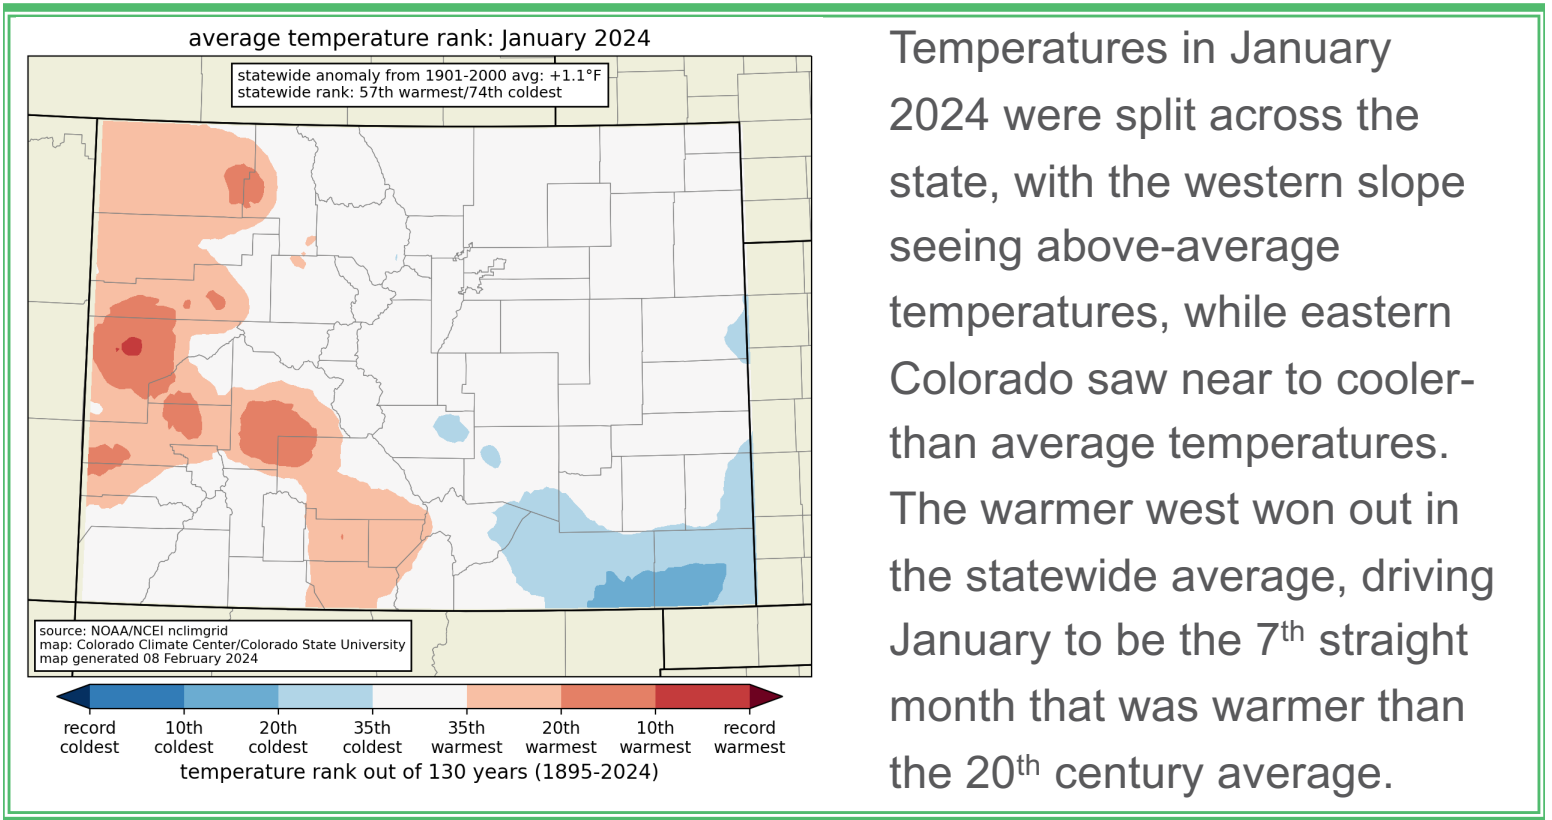 average temperature rank: January 2024
statewide anomaly from 1901-2000 avg: +1.1°F
statewide rank: 57th warmest/74th coldest
source: NOAA/NCEI nclimgrid
map: Colorado Climate Center/Colorado State University
map generated 08 February 2024
record coldest
10th coldest
20th coldest
35th coldest
35th warmest
20th warmest
10th warmest
record warmest
temperature rank out of 130 years (1895-2024)
Temperatures in January
2024 were split across the
state, with the western slope
seeing above-average
temperatures, while eastern
Colorado saw near to cooler-
than average temperatures.
The warmer west won out in
the statewide average, driving
January to be the 7th straight
month that was warmer than
the 20th century average.